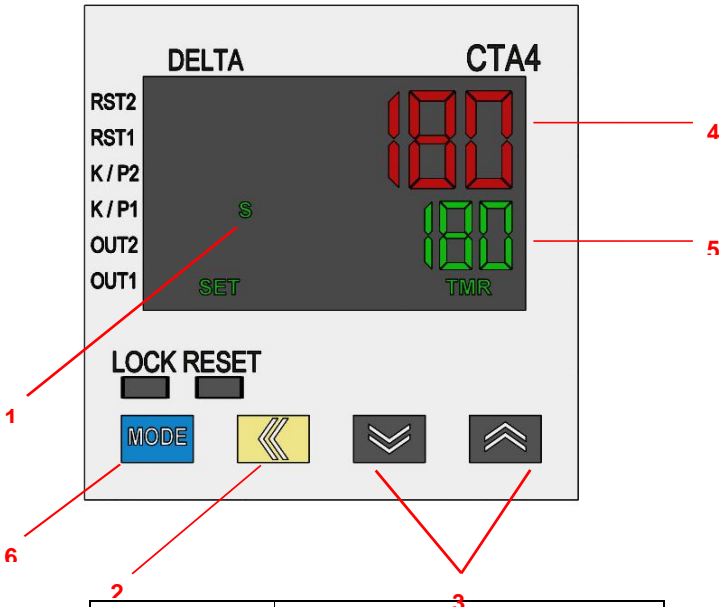 DELTA CTA4
RST2
180
4
RST1
K / P2
K / P1
S
180
5
OUT2
OUT1
SET
TMR
LOCK RESET
1
MODE
6
2
3